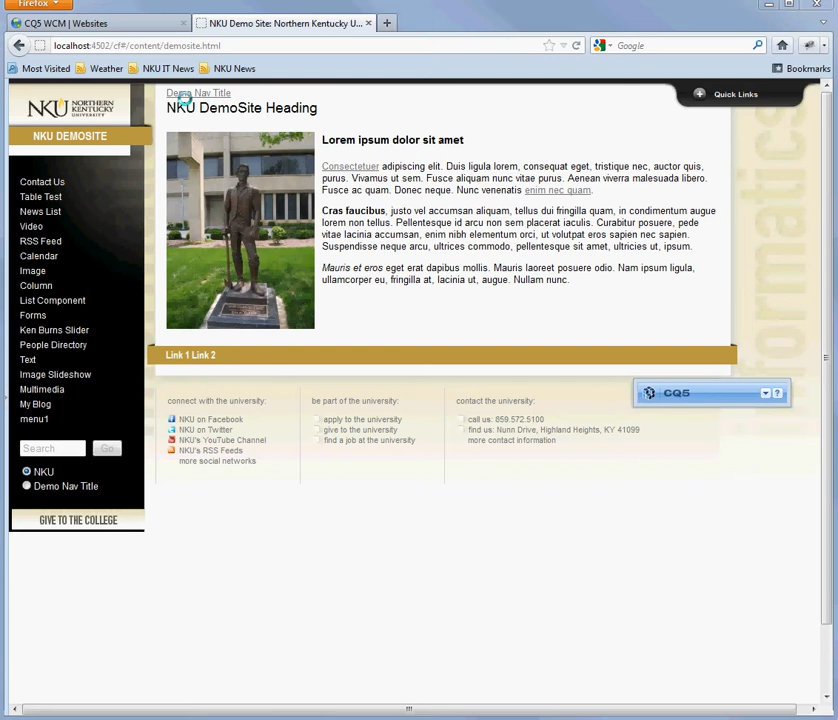 Firefox
CQ5 WCM | Websites
NKU Demo Site: Northern Kentucky U...
localhost:4502/cf#/content/demosite.html
Google
Most Visited
Weather
NKU IT News
NKU News
Bookmarks
NKU NORTHERN KENTUCKY UNIVERSITY
NKU DEMOSITE
Demo Nav Title
NKU DemoSite Heading
Quick Links
informatics
Contact Us
Table Test
News List
Video
RSS Feed
Calendar
Image
Column
List Component
Forms
Ken Burns Slider
People Directory
Text
Image Slideshow
Multimedia
My Blog
menu1
Search
Go
NKU
Demo Nav Title
GIVE TO THE COLLEGE
Lorem ipsum dolor sit amet
Consectetuer adipiscing elit. Duis ligula lorem, consequat eget, tristique nec, auctor quis,
purus. Vivamus ut sem. Fusce aliquam nunc vitae purus. Aenean viverra malesuada libero.
Fusce ac quam. Donec neque. Nunc venenatis enim nec quam.
Cras faucibus, justo vel accumsan aliquam, tellus dui fringilla quam, in condimentum augue
lorem non tellus. Pellentesque id arcu non sem placerat iaculis. Curabitur posuere, pede
vitae lacinia accumsan, enim nibh elementum orci, ut volutpat eros sapien nec sapien.
Suspendisse neque arcu, ultrices commodo, pellentesque sit amet, ultricies ut, ipsum.
Mauris et eros eget erat dapibus mollis. Mauris laoreet posuere odio. Nam ipsum ligula,
ullamcorper eu, fringilla at, lacinia ut, augue. Nullam nunc.
Link 1 Link 2
CQ5
connect with the university:
NKU on Facebook
NKU on Twitter
NKU's YouTube Channel
NKU's RSS Feeds
more social networks
be part of the university:
apply to the university
give to the university
find a job at the university
contact the university:
call us: 859.572.5100
find us: Nunn Drive, Highland Heights, KY 41099
more contact information